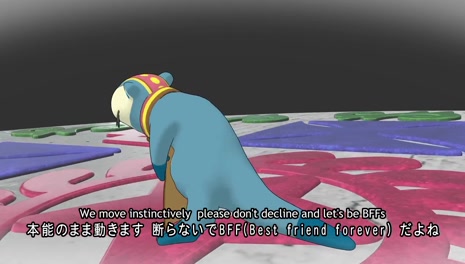 We move instinctively  please don't decline and let's be BFFs
本能のまま動きます 断らないでBFF(Best friend forever) だよね